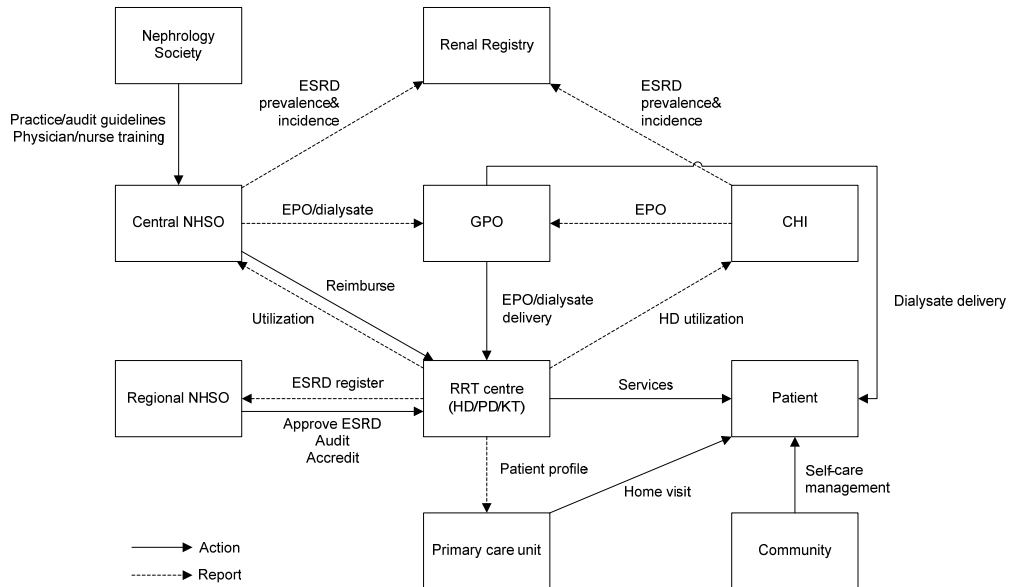 Nephrology
Society
Renal Registry
ESRD
prevalence&
incidence
ESRD
prevalence&
incidence
Practice/audit guidelines
Physician/nurse training
Central NHSO
EPO/dialysate
GPO
EPO
CHI
Reimburse
Utilization
EPO/dialysate
delivery
HD utilization
Dialysate delivery
Regional NHSO
ESRD register
Approve ESRD
Audit
Accredit
RRT centre
(HD/PD/KT)
Services
Patient
Patient profile
Home visit
Self-care
management
Primary care unit
Community
Action
Report